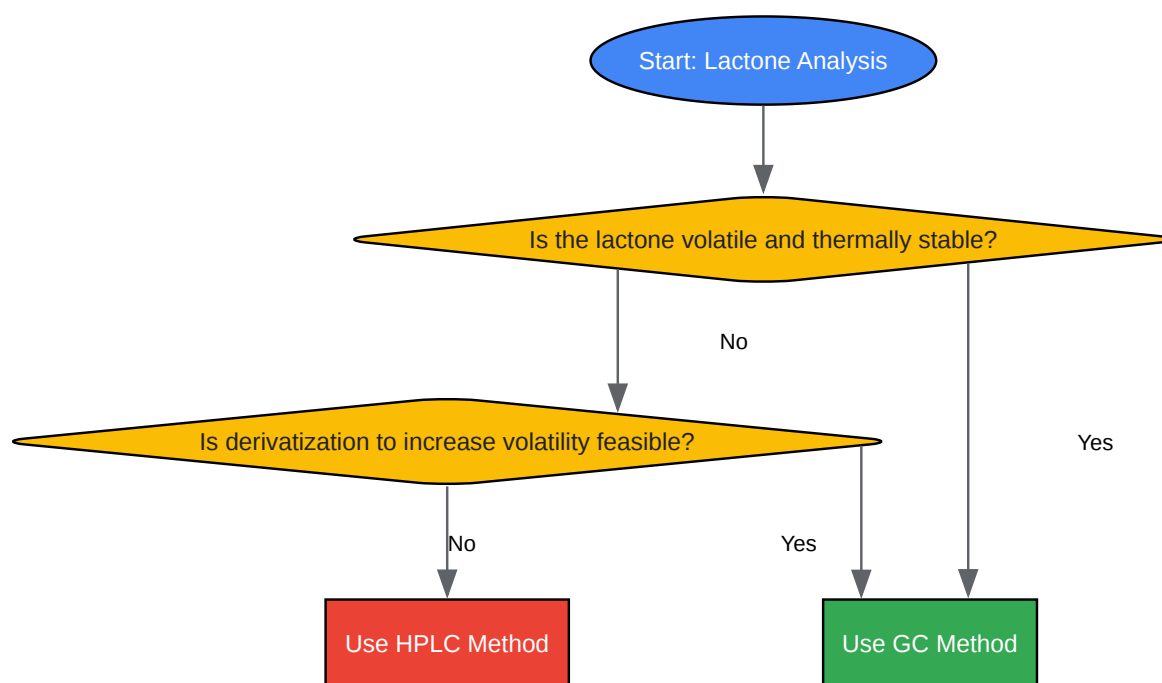 Start: Lactone Analysis
Is the lactone volatile and thermally stable?
No
Is derivatization to increase volatility feasible?
Yes
No
Yes
Use HPLC Method
Use GC Method